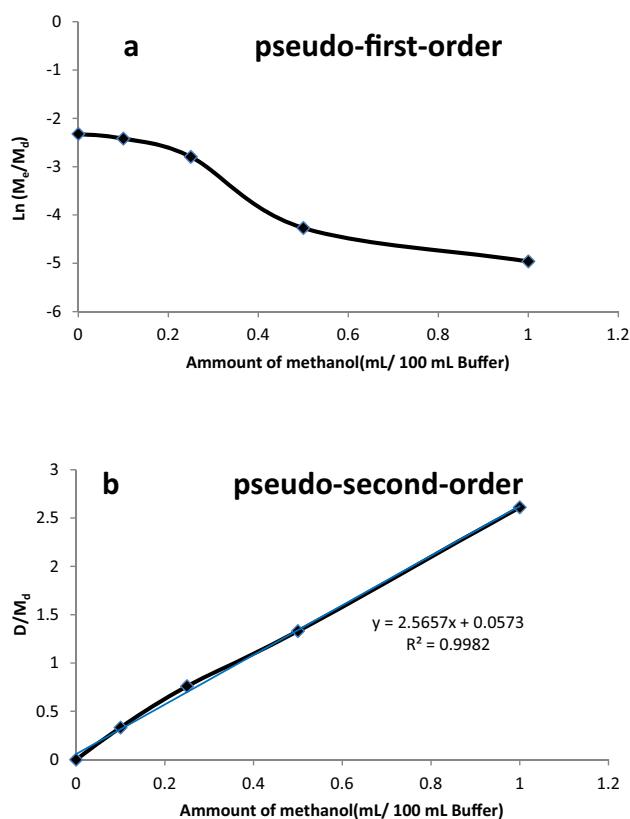 a pseudo-first-order
0
-1
-2
-3
-4
-5
-6
Ln (Me/Md)
0 0.2 0.4 0.6 0.8 1 1.2
Ammount of methanol(mL/ 100 mL Buffer)
b pseudo-second-order
3
2.5
2
1.5
1
0.5
0
D/Md
y = 2.5657x + 0.0573
R² = 0.9982
0 0.2 0.4 0.6 0.8 1 1.2
Ammount of methanol(mL/ 100 mL Buffer)